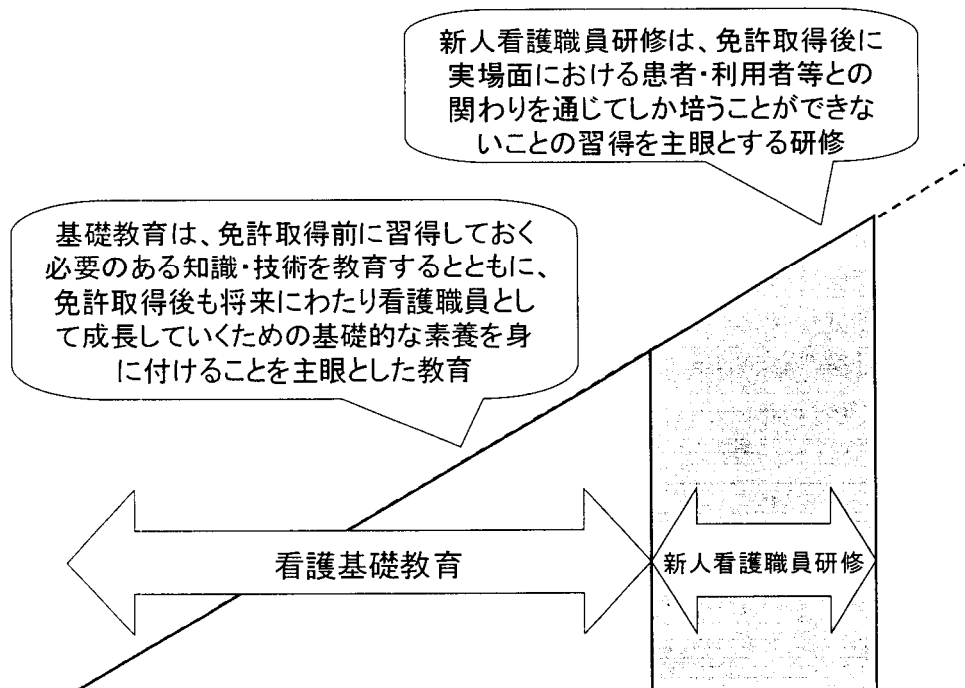 新人看護職員研修は、免許取得後に
実場面における患者・利用者等との
関わりを通じてしか培うことができな
いことの習得を主眼とする研修
基礎教育は、免許取得前に習得しておく
必要のある知識・技術を教育するとともに、
免許取得後も将来にわたり看護職員とし
て成長していくための基礎的な素養を身
に付けることを主眼とした教育
看護基礎教育
新人看護職員研修